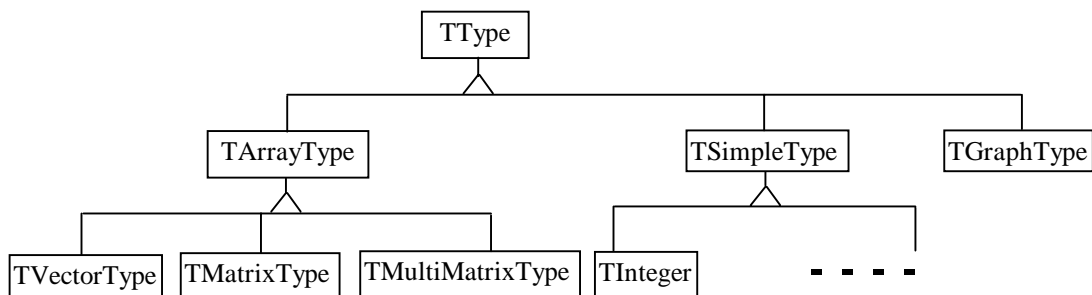 TType
TArrayType TSimpleType TGraphType
TVectorType TMatrixType TMultiMatrixType TInteger